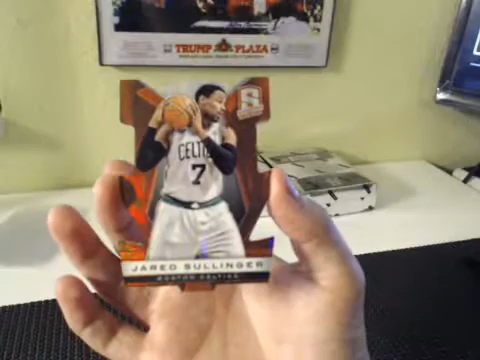 TRUMP PLAZA
S
CELTICS
7
JARED SULLINGER
BOSTON CELTICS